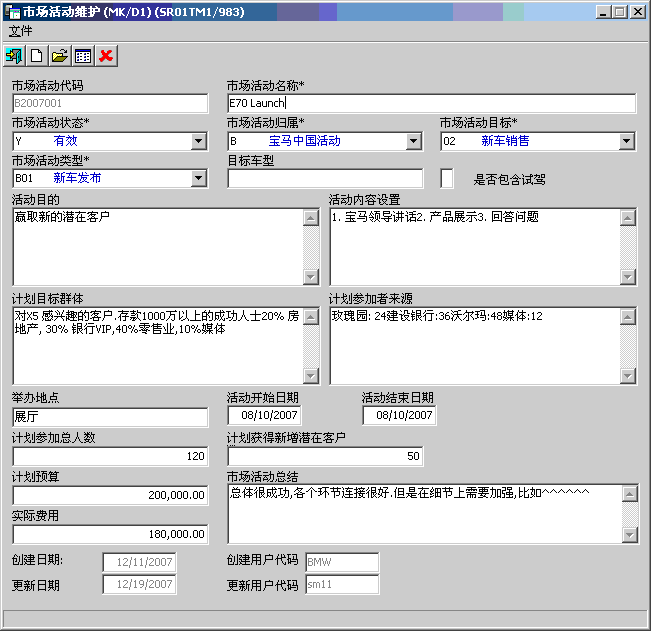 市场活动维护 (MK/D1) (SR01TM1/983)
文件
市场活动代码 市场活动名称*
B2007001 E70 Launch
市场活动状态* 市场活动归属* 市场活动目标*
Y 有效 B 宝马中国活动 02 新车销售
市场活动类型* 目标车型
B01 新车发布 是否包含试驾
活动目的 活动内容设置
赢取新的潜在客户 1. 宝马领导讲话2. 产品展示3. 回答问题
计划目标群体 计划参加者来源
对X5 感兴趣的客户.存款1000万以上的成功人士20% 房 玫瑰园: 24建设银行:36沃尔玛:48媒体:12
地产, 30% 银行VIP,40%零售业,10%媒体
举办地点 活动开始日期 活动结束日期
展厅 08/10/2007 08/10/2007
计划参加总人数 计划获得新增潜在客户
120 50
计划预算 市场活动总结
200,000.00 总体很成功,各个环节连接很好.但是在细节上需要加强,比如^^^^^^
实际费用
180,000.00
创建日期: 12/11/2007 创建用户代码 BMW
更新日期 12/19/2007 更新用户代码 sm11